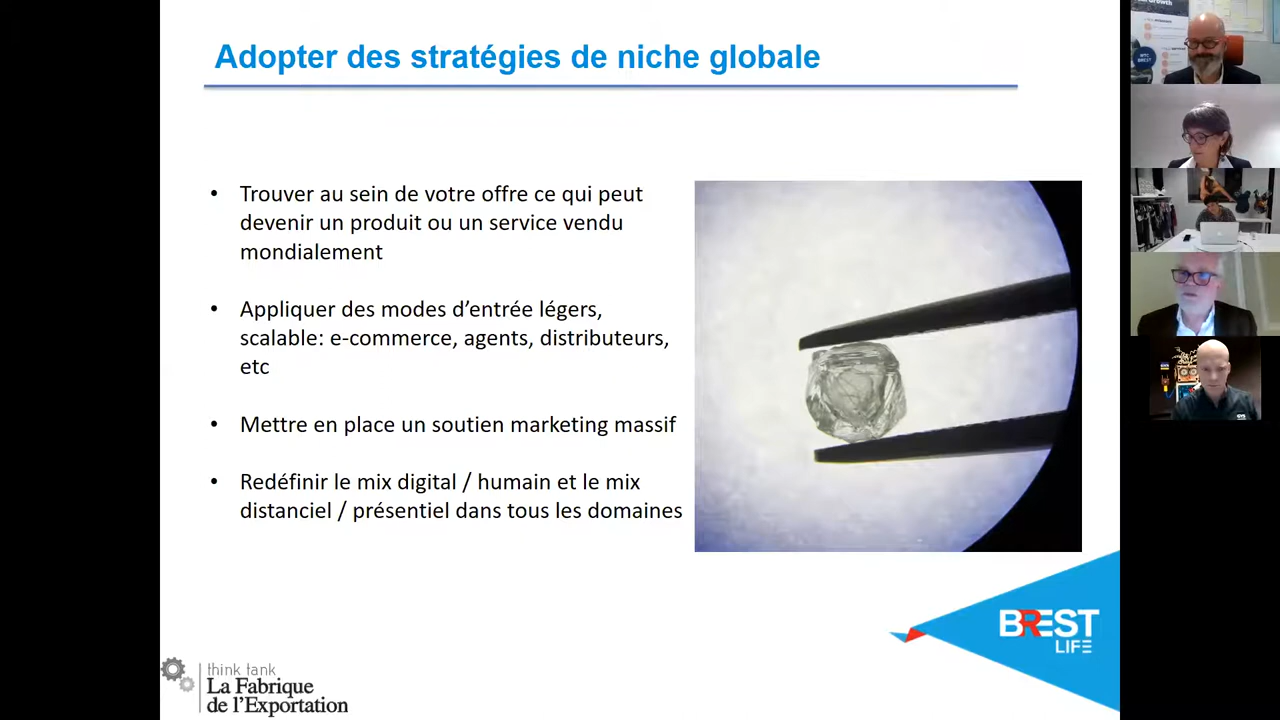 Adopter des stratégies de niche globale
• Trouver au sein de votre offre ce qui peut
devenir un produit ou un service vendu
mondialement
• Appliquer des modes d’entrée légers,
scalable: e-commerce, agents, distributeurs,
etc
• Mettre en place un soutien marketing massif
• Redéfinir le mix digital / humain et le mix
distanciel / présentiel dans tous les domaines
BREST
LIFE
think tank
La Fabrique
de l’Exportation
WTC
BREST